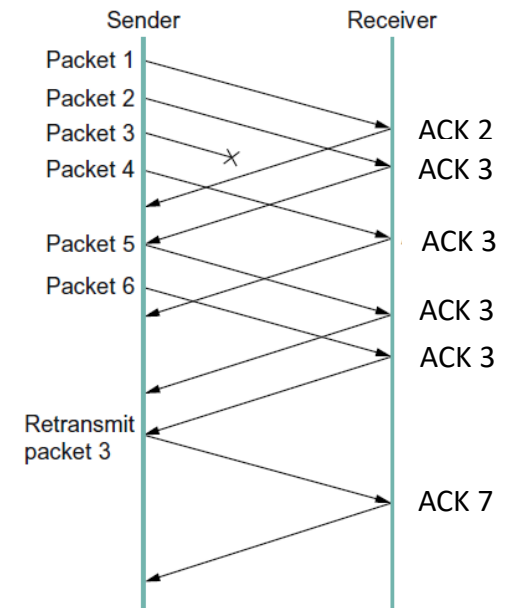 Sender
Receiver
Packet 1
Packet 2
Packet 3
Packet 4
Packet 5
Packet 6
Retransmit
packet 3
ACK 2
ACK 3
ACK 3
ACK 3
ACK 3
ACK 7